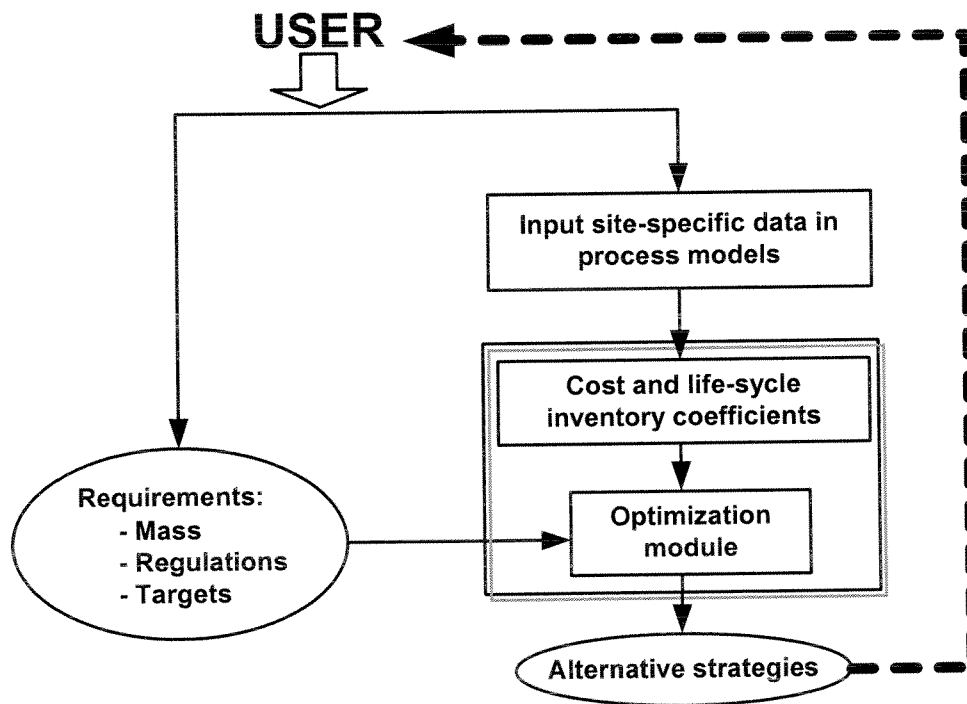 USER
Input site-specific data in
process models
Cost and life-sycle
inventory coefficients
Requirements:
- Mass
- Regulations
- Targets
Optimization
module
Alternative strategies